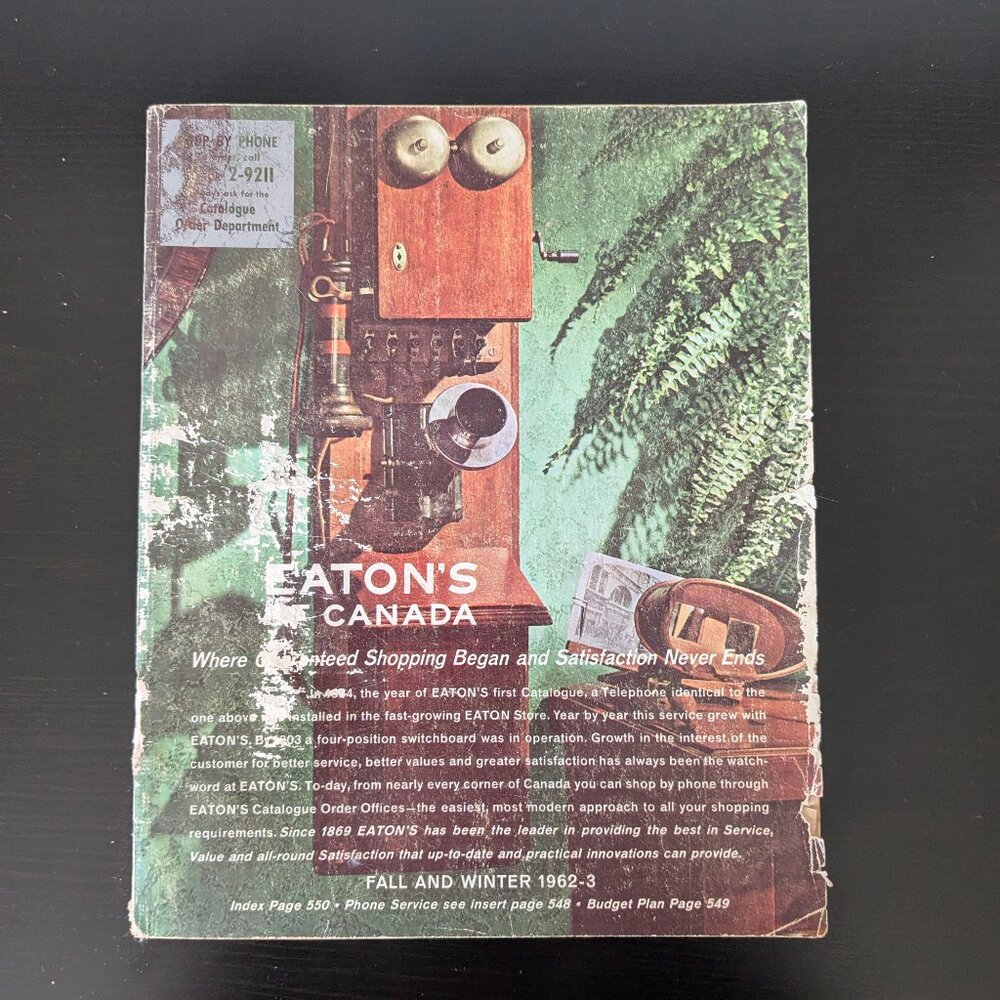 BY PHONE
call
2-9211
ask for the
Catalogue
Order Department
EATON'S
CANADA
Where Guaranteed Shopping Began and Satisfaction Never Ends
In 1884, the year of EATON'S first Catalogue, a Telephone identical to the
one above was installed in the fast-growing EATON Store. Year by year this service grew with
EATON'S. By 1903 a four-position switchboard was in operation. Growth in the interest of the
customer for better service, better values and greater satisfaction has always been the watch-
word at EATON'S. To-day, from nearly every corner of Canada you can shop by phone through
EATON'S Catalogue Order Offices—the easiest, most modern approach to all your shopping
requirements. Since 1869 EATON'S has been the leader in providing the best in Service,
Value and all-round Satisfaction that up-to-date and practical innovations can provide.
FALL AND WINTER 1962-3
Index Page 550 • Phone Service see insert page 548 • Budget Plan Page 549